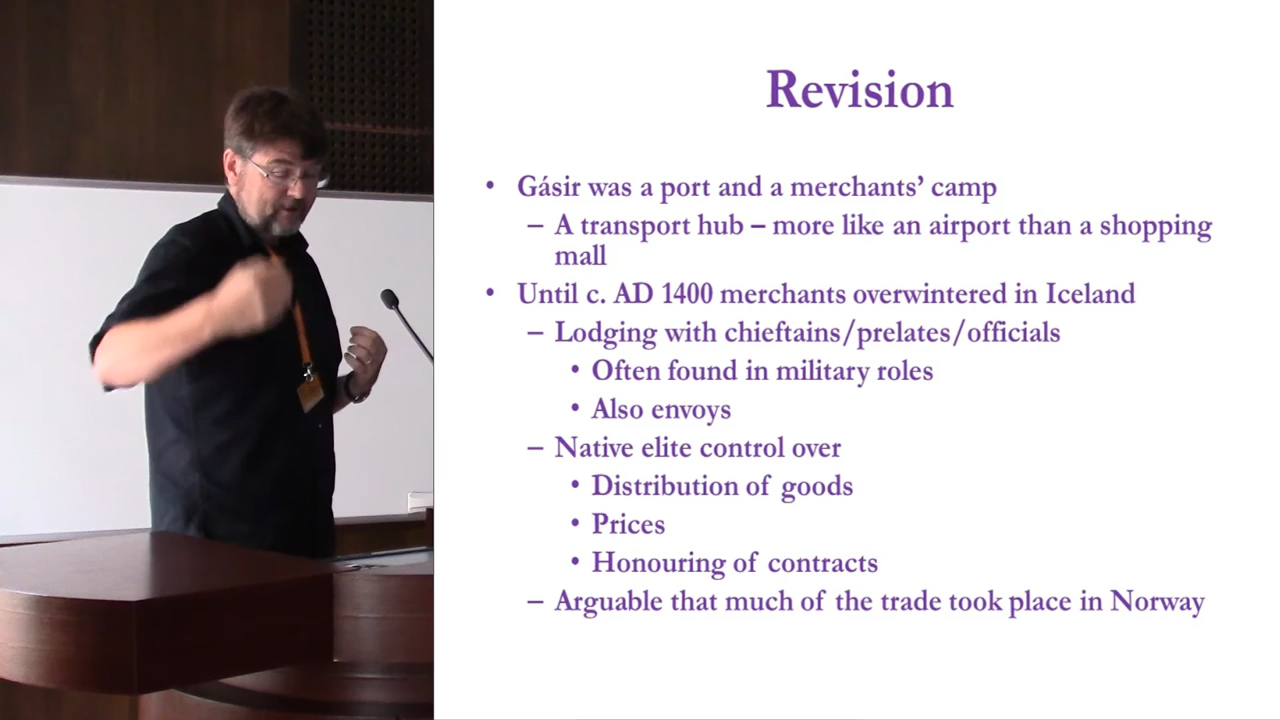 Revision
• Gásir was a port and a merchants’ camp
– A transport hub – more like an airport than a shopping
mall
• Until c. AD 1400 merchants overwintered in Iceland
– Lodging with chieftains/prelates/officials
• Often found in military roles
• Also envoys
– Native elite control over
• Distribution of goods
• Prices
• Honouring of contracts
– Arguable that much of the trade took place in Norway